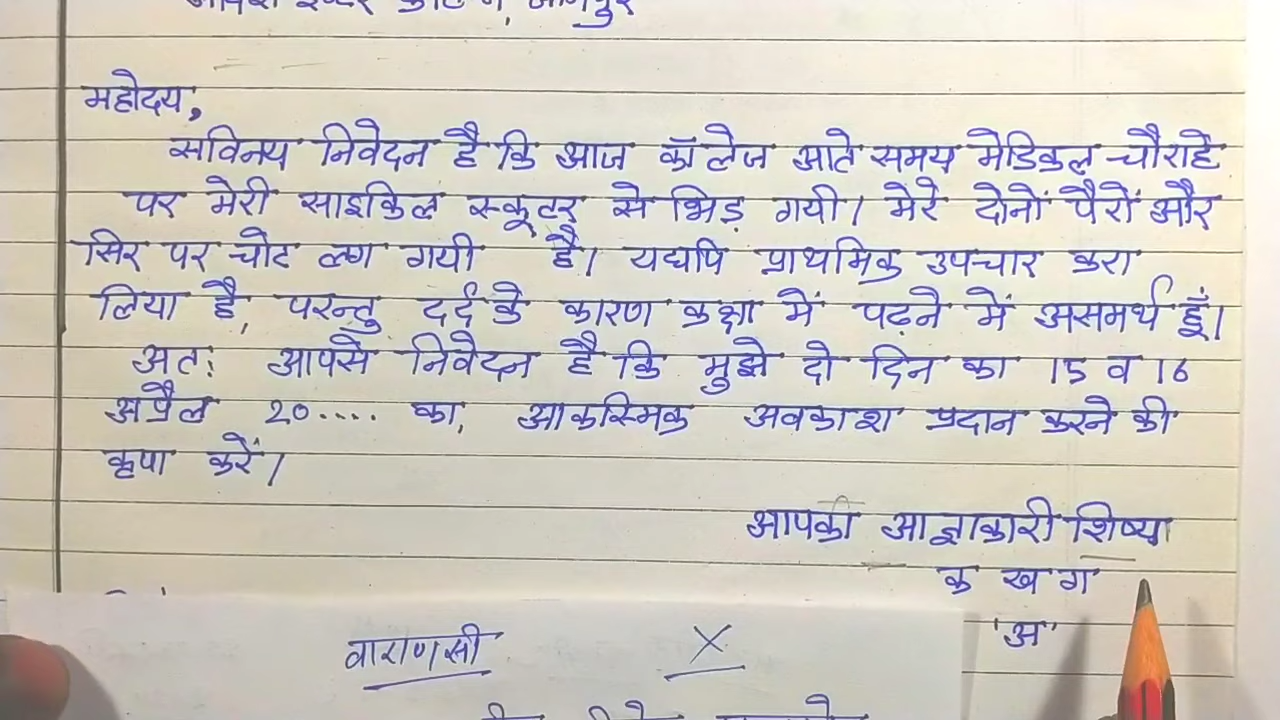 महोदय,
सविनय निवेदन है कि आज कॉलेज आते समय मेडिकल चौराहे
पर मेरी साइकिल स्कूटर से भिड़ गयी। मेरे दोनों पैरों और
सिर पर चोट लग गयी है। यद्यपि प्राथमिक उपचार करा
लिया है, परन्तु दर्द के कारण कक्षा में पढ़ने में असमर्थ हूँ।
अतः आपसे निवेदन है कि मुझे दो दिन का 15 व 16
अप्रैल 20.... का, आकस्मिक अवकाश प्रदान करने की
कृपा करें।
आपकी आज्ञाकारी शिष्या
क ख ग
'अ'
वाराणसी X